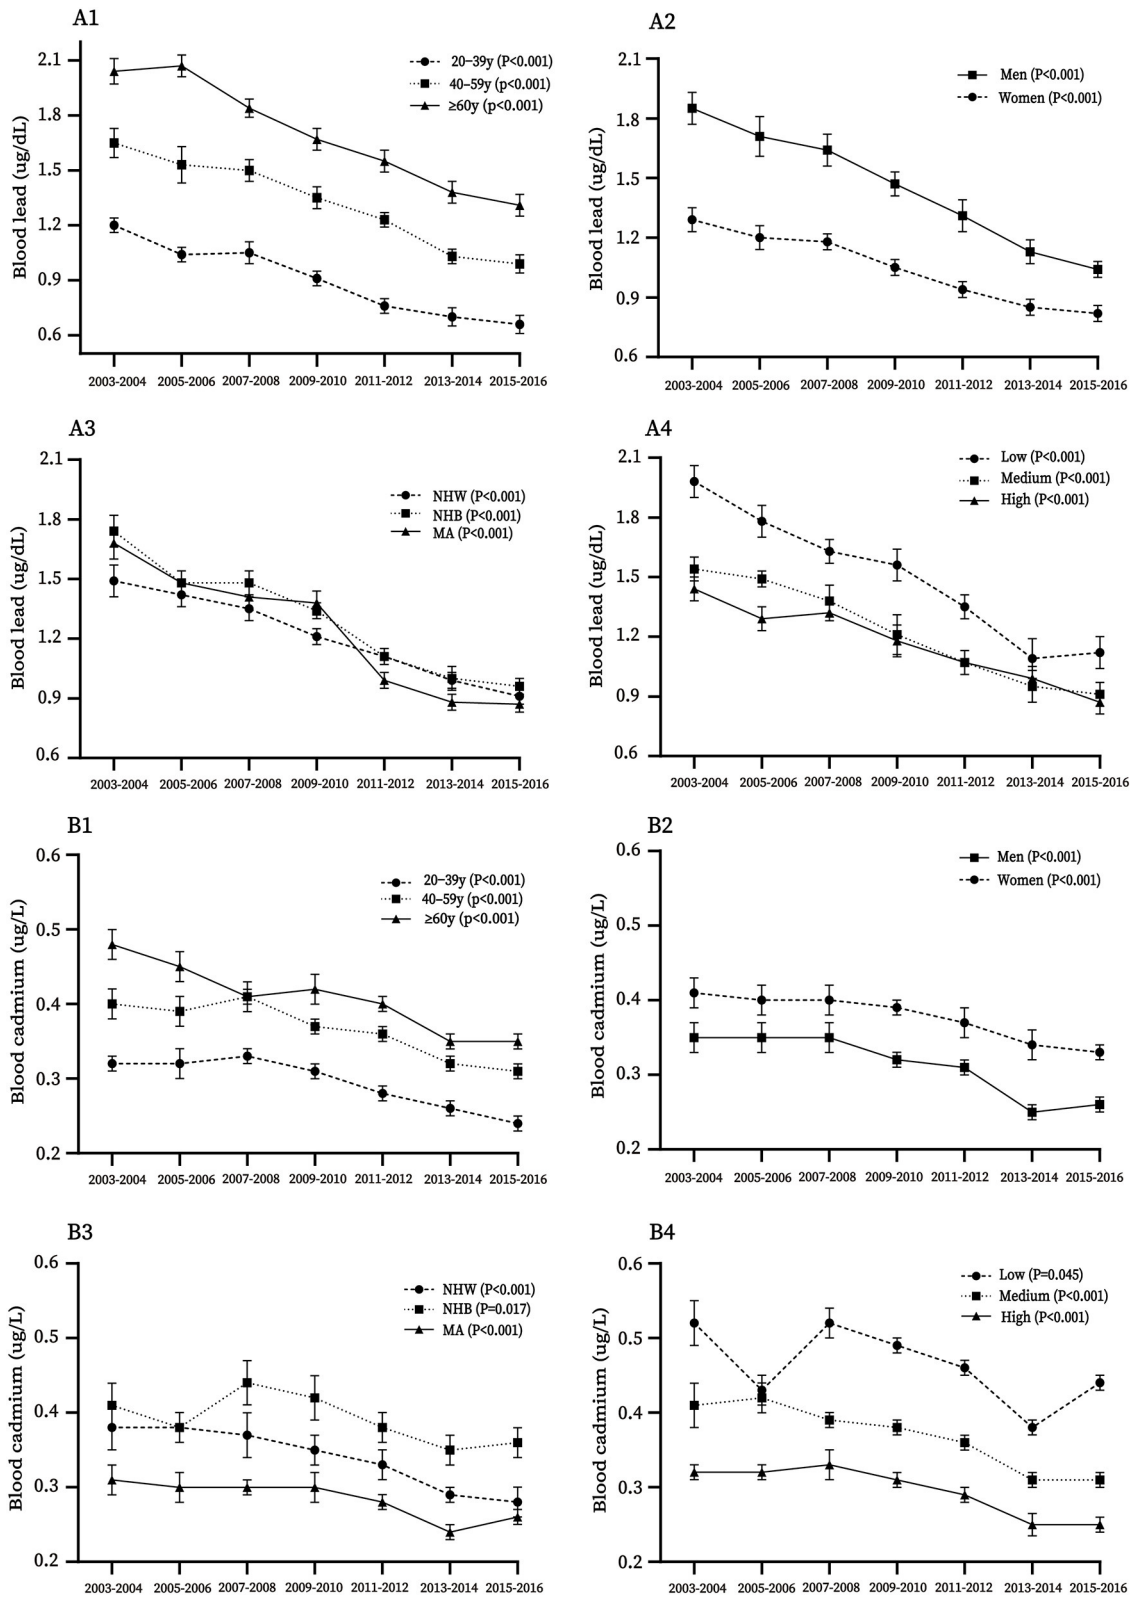 A1
Blood lead (ug/dL)
2.1
1.8
1.5
1.2
0.9
0.6
20–39y (P<0.001)
40–59y (p<0.001)
≥60y (p<0.001)
2003-2004 2005-2006 2007-2008 2009-2010 2011-2012 2013-2014 2015-2016
A2
Blood lead (ug/dL)
2.1
1.8
1.5
1.2
0.9
0.6
Men (P<0.001)
Women (P<0.001)
2003-2004 2005-2006 2007-2008 2009-2010 2011-2012 2013-2014 2015-2016
A3
Blood lead (ug/dL)
2.1
1.8
1.5
1.2
0.9
0.6
NHW (P<0.001)
NHB (P<0.001)
MA (P<0.001)
2003-2004 2005-2006 2007-2008 2009-2010 2011-2012 2013-2014 2015-2016
A4
Blood lead (ug/dL)
2.1
1.8
1.5
1.2
0.9
0.6
Low (P<0.001)
Medium (P<0.001)
High (P<0.001)
2003-2004 2005-2006 2007-2008 2009-2010 2011-2012 2013-2014 2015-2016
B1
Blood cadmium (ug/L)
0.6
0.5
0.4
0.3
0.2
20–39y (P<0.001)
40–59y (p<0.001)
≥60y (p<0.001)
2003-2004 2005-2006 2007-2008 2009-2010 2011-2012 2013-2014 2015-2016
B2
Blood cadmium (ug/L)
0.6
0.5
0.4
0.3
0.2
Men (P<0.001)
Women (P<0.001)
2003-2004 2005-2006 2007-2008 2009-2010 2011-2012 2013-2014 2015-2016
B3
Blood cadmium (ug/L)
0.6
0.5
0.4
0.3
0.2
NHW (P<0.001)
NHB (P=0.017)
MA (P<0.001)
2003-2004 2005-2006 2007-2008 2009-2010 2011-2012 2013-2014 2015-2016
B4
Blood cadmium (ug/L)
0.6
0.5
0.4
0.3
0.2
Low (P=0.045)
Medium (P<0.001)
High (P<0.001)
2003-2004 2005-2006 2007-2008 2009-2010 2011-2012 2013-2014 2015-2016